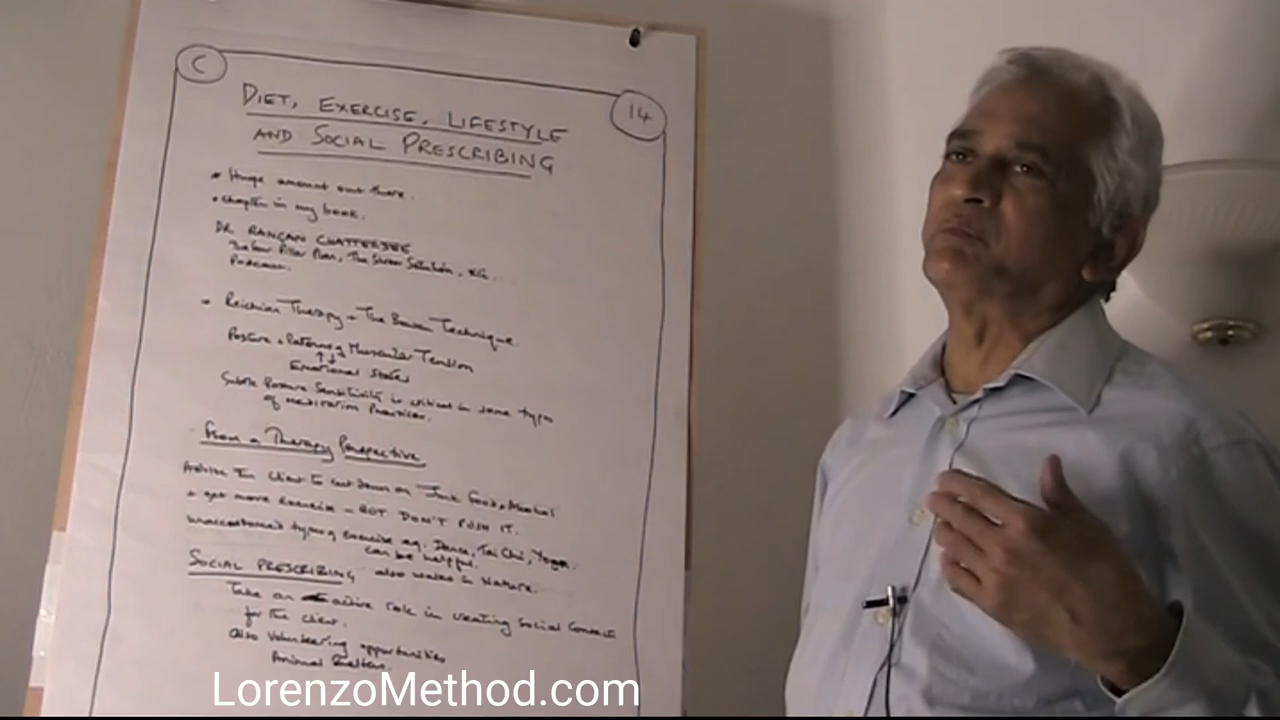 C
14
DIET, EXERCISE, LIFESTYLE
AND SOCIAL PRESCRIBING
• Huge amount out there.
• Chapter in my book.
DR RANGAN CHATTERJEE
The four Pillar Plan, The Stress Solution, etc.
Podcast.
• Reichian Therapy + The Bowen Technique.
Posture + Patterns of Muscular Tension
↑↓
Emotional States
Subtle Posture Sensitivity is critical in some types
of meditation Practices.
From a Therapy Perspective
Advise the client to cut down on Junk Food + Alcohol
+ get more Exercise - BUT DON'T PUSH IT.
Unaccustomed types of exercise eg. Dance, Tai Chi, Yoga.
can be helpful.
SOCIAL PRESCRIBING also walks in Nature.
Take an active role in creating Social Contacts
for the client.
Also Volunteering opportunities
Animal Shelters.
LorenzoMethod.com